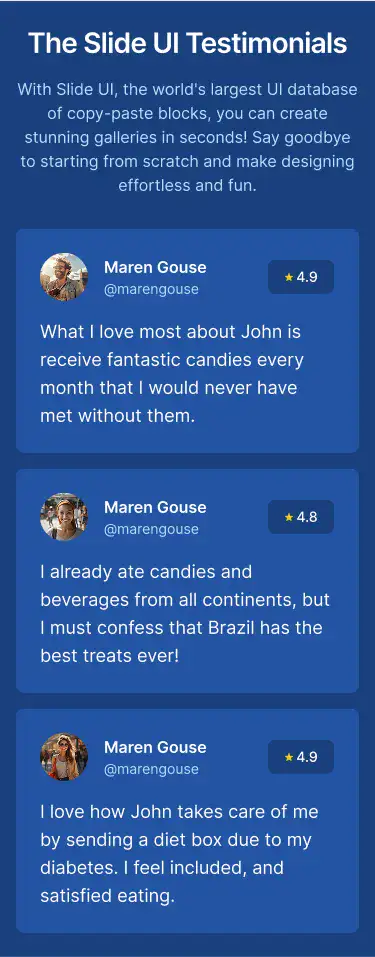 The Slide UI Testimonials
With Slide UI, the world's largest UI database
of copy-paste blocks, you can create
stunning galleries in seconds! Say goodbye
to starting from scratch and make designing
effortless and fun.
Maren Gouse
@marengouse
4.9
What I love most about John is
receive fantastic candies every
month that I would never have
met without them.
Maren Gouse
@marengouse
4.8
I already ate candies and
beverages from all continents, but
I must confess that Brazil has the
best treats ever!
Maren Gouse
@marengouse
4.9
I love how John takes care of me
by sending a diet box due to my
diabetes. I feel included, and
satisfied eating.